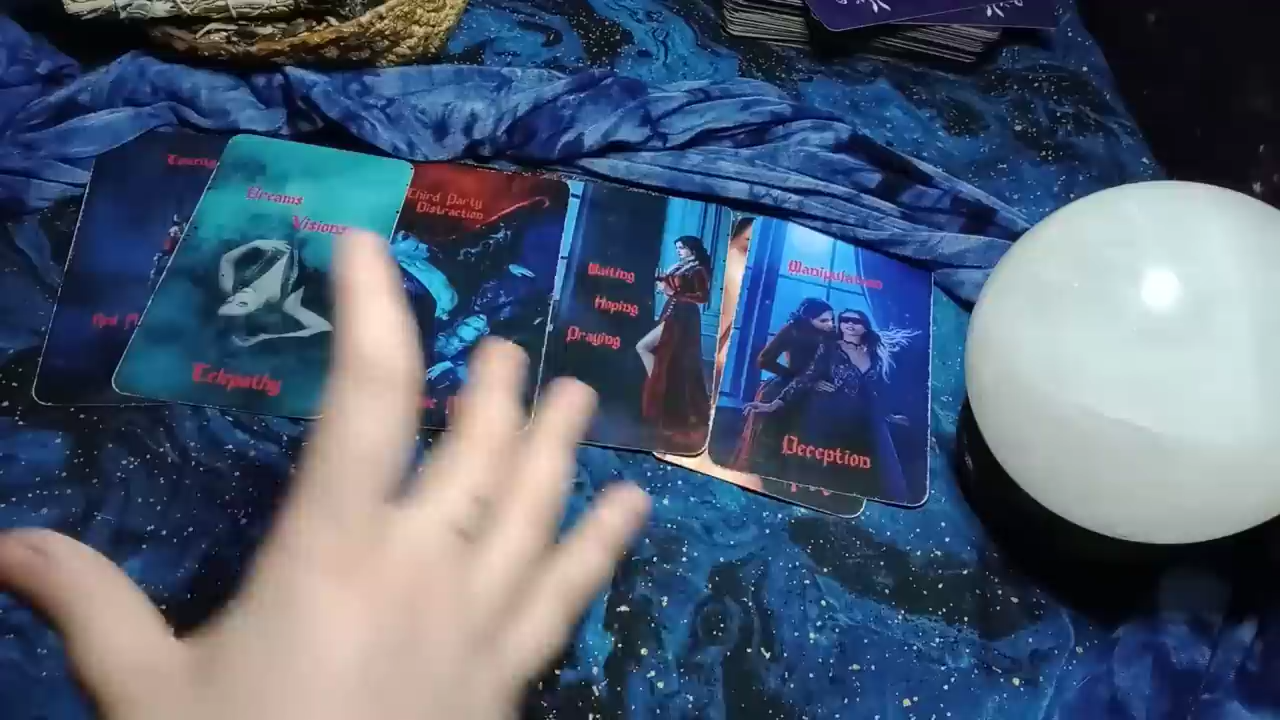 Dreams
Visions
Telepathy
Third Party
Distraction
Waiting
Hoping
Praying
Manipulation
Deception